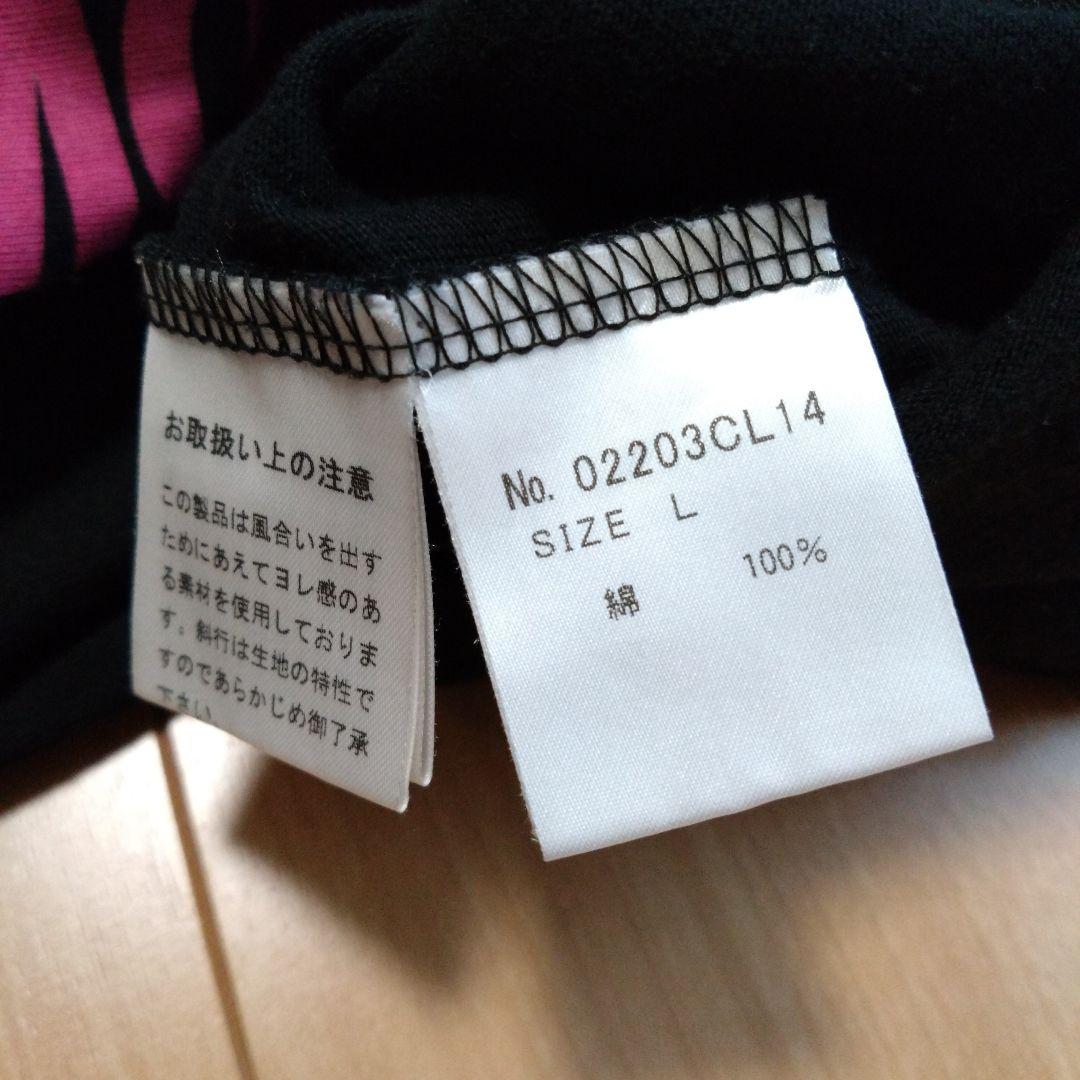 お取扱い上の注意
この製品は風合いを出す
ためにあえてヨレ感のあ
る素材を使用しておりま
す。斜行は生地の特性で
すのであらかじめ御了承
下さい
No. 02203CL14
SIZE L
綿 100%